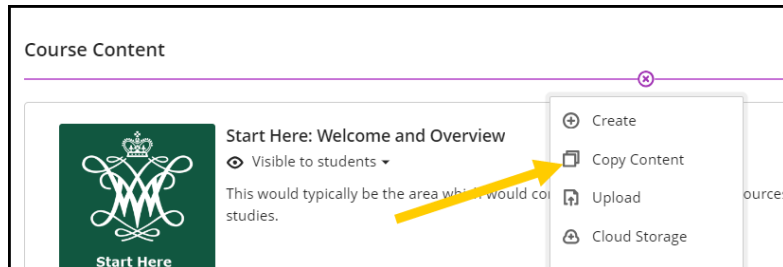 Course Content
Create
Start Here: Welcome and Overview
Copy Content
Visible to students
This would typically be the area which would
Upload
studies.
Cloud Storage
Start Here